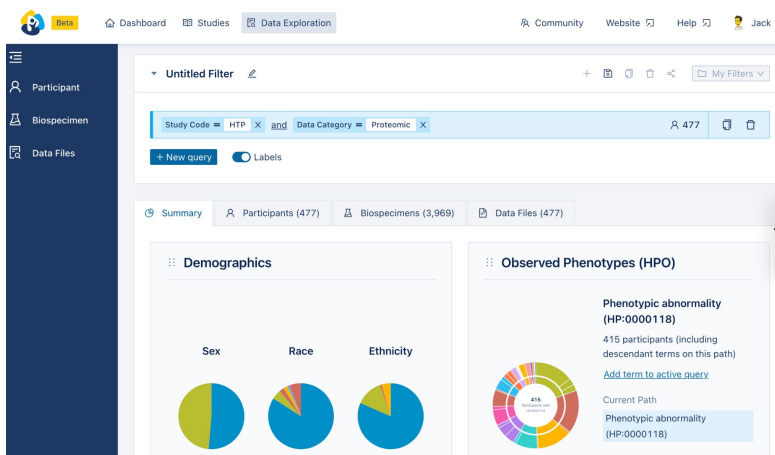 Beta
Dashboard
Studies
Data Exploration
Community
Website
Help
Jack
Participant
Biospecimen
Data Files
Untitled Filter
My Filters
Study Code = HTP X and Data Category = Proteomic X
477
+ New query
Labels
Summary
Participants (477)
Biospecimens (3,969)
Data Files (477)
Demographics
Sex
Race
Ethnicity
Observed Phenotypes (HPO)
415
Phenotypic abnormality
(HP:0000118)
415 participants (including
descendant terms on this path)
Add term to active query
Current Path
Phenotypic abnormality
(HP:0000118)